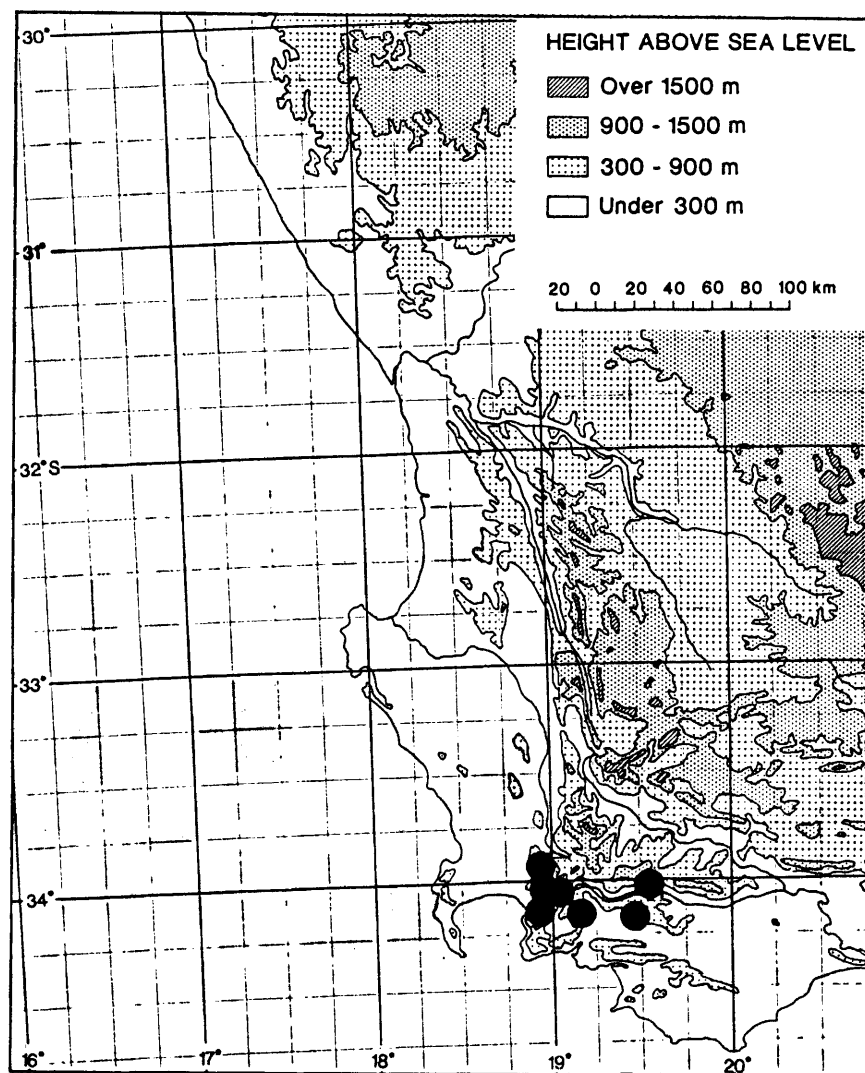 HEIGHT ABOVE SEA LEVEL
Over 1500 m
900 - 1500 m
300 - 900 m
Under 300 m
20 0 20 40 60 80 100 km
30°
31°
32°S
33°
34°
16° 17° 18° 19° 20°